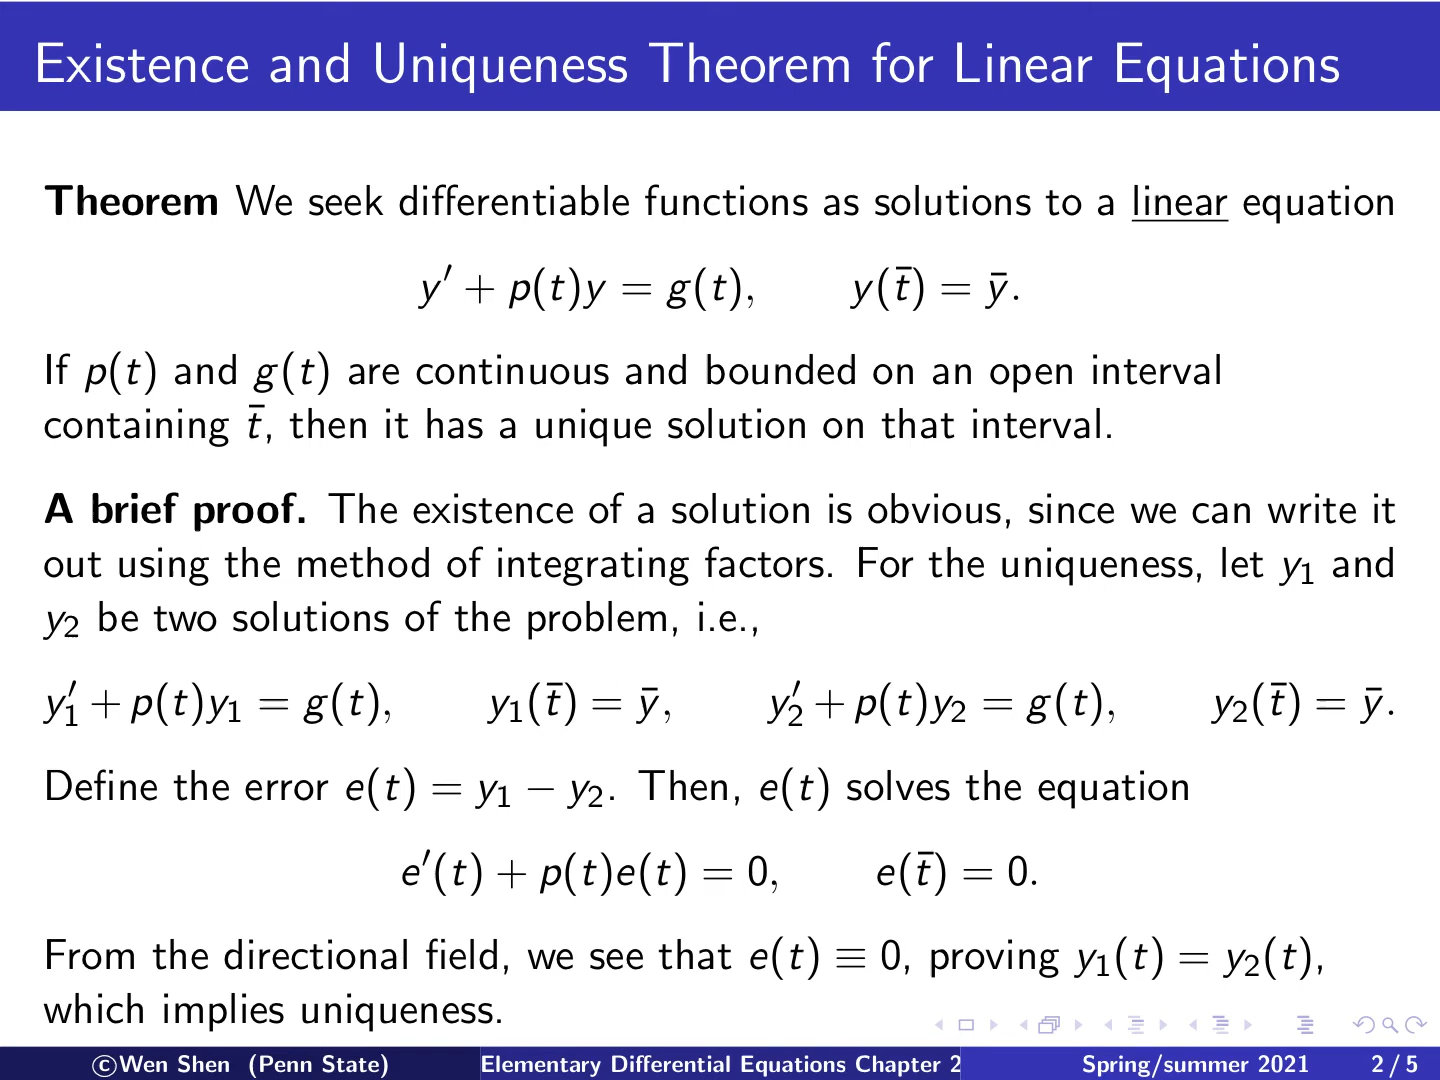 Existence and Uniqueness Theorem for Linear Equations
Theorem We seek differentiable functions as solutions to a linear equation
y′ + p(t)y = g(t), y(t̄) = ȳ.
If p(t) and g(t) are continuous and bounded on an open interval
containing t̄, then it has a unique solution on that interval.
A brief proof. The existence of a solution is obvious, since we can write it
out using the method of integrating factors. For the uniqueness, let y₁ and
y₂ be two solutions of the problem, i.e.,
y₁′ + p(t)y₁ = g(t), y₁(t̄) = ȳ, y₂′ + p(t)y₂ = g(t), y₂(t̄) = ȳ.
Define the error e(t) = y₁ − y₂. Then, e(t) solves the equation
e′(t) + p(t)e(t) = 0, e(t̄) = 0.
From the directional field, we see that e(t) ≡ 0, proving y₁(t) = y₂(t),
which implies uniqueness.
©Wen Shen (Penn State) Elementary Differential Equations Chapter 2 Spring/summer 2021 2 / 5